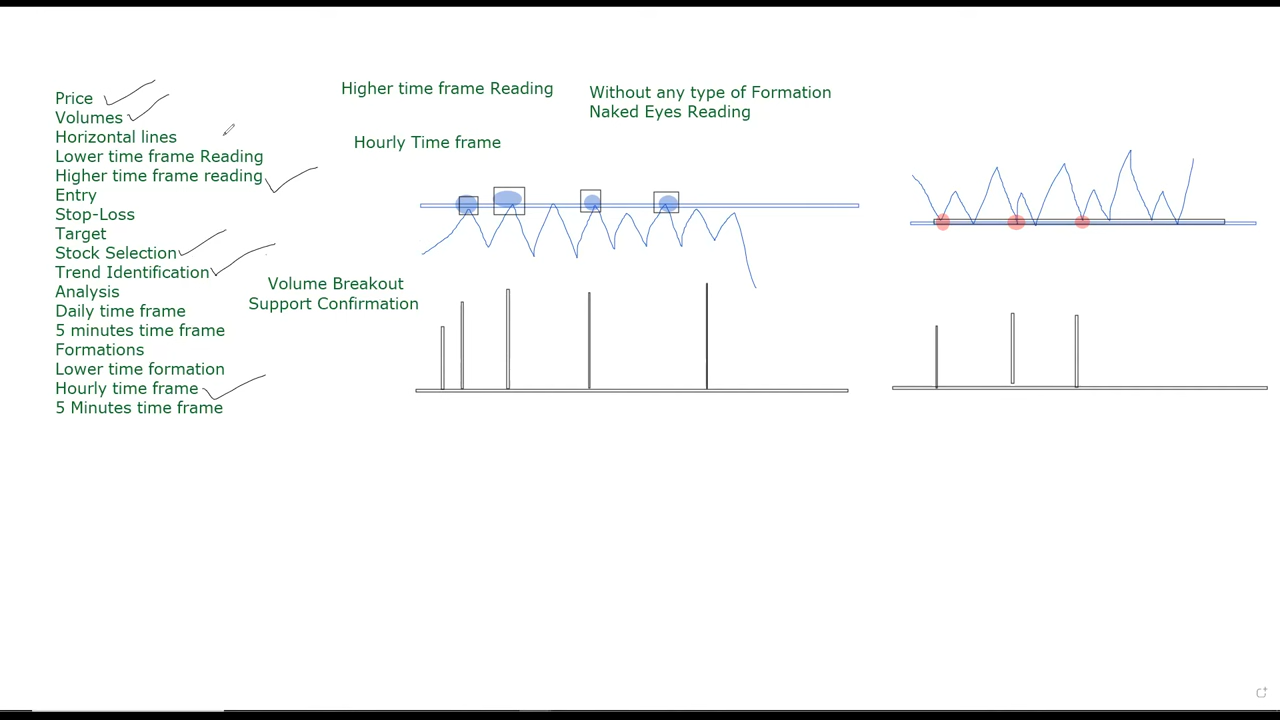 Price
Volumes
Horizontal lines
Lower time frame Reading
Higher time frame reading
Entry
Stop-Loss
Target
Stock Selection
Trend Identification
Analysis
Daily time frame
5 minutes time frame
Formations
Lower time formation
Hourly time frame
5 Minutes time frame
Higher time frame Reading
Hourly Time frame
Without any type of Formation
Naked Eyes Reading
Volume Breakout
Support Confirmation